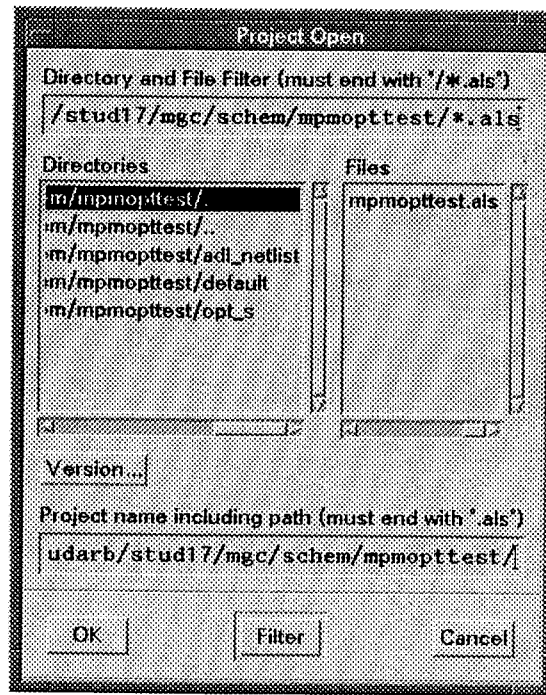 Project Open
Directory and File Filter (must end with "/*.als")
/stud17/mgc/schem/mpmopttest/*.als
Directories
m/mpmopttest/.
m/mpmopttest/..
m/mpmopttest/adl_netlist
m/mpmopttest/default
m/mpmopttest/opt_s
Files
mpmopttest.als
Version...
Project name including path (must end with ".als")
udarb/stud17/mgc/schem/mpmopttest/
OK
Filter
Cancel